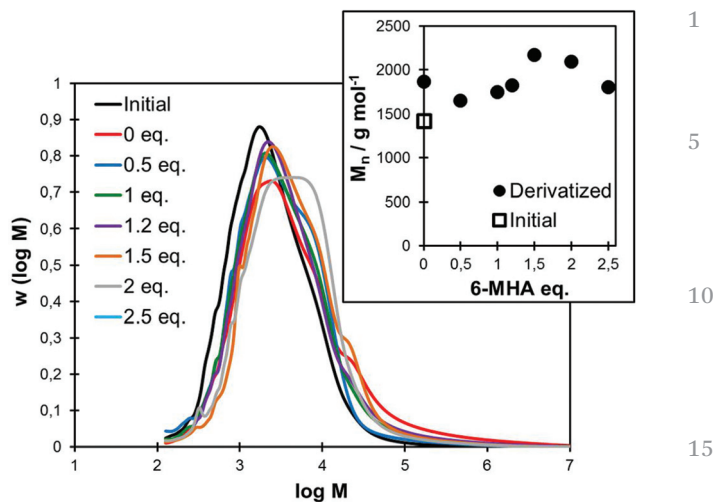 1
2500
2000
1500
1000
500
0
0 0,5 1 1,5 2 2,5
Mn / g mol-1
6-MHA eq.
Derivatized
Initial
5
10
15
1
0,9
0,8
0,7
0,6
0,5
0,4
0,3
0,2
0,1
0
w (log M)
Initial
0 eq.
0.5 eq.
1 eq.
1.2 eq.
1.5 eq.
2 eq.
2.5 eq.
1 2 3 4 5 6 7
log M